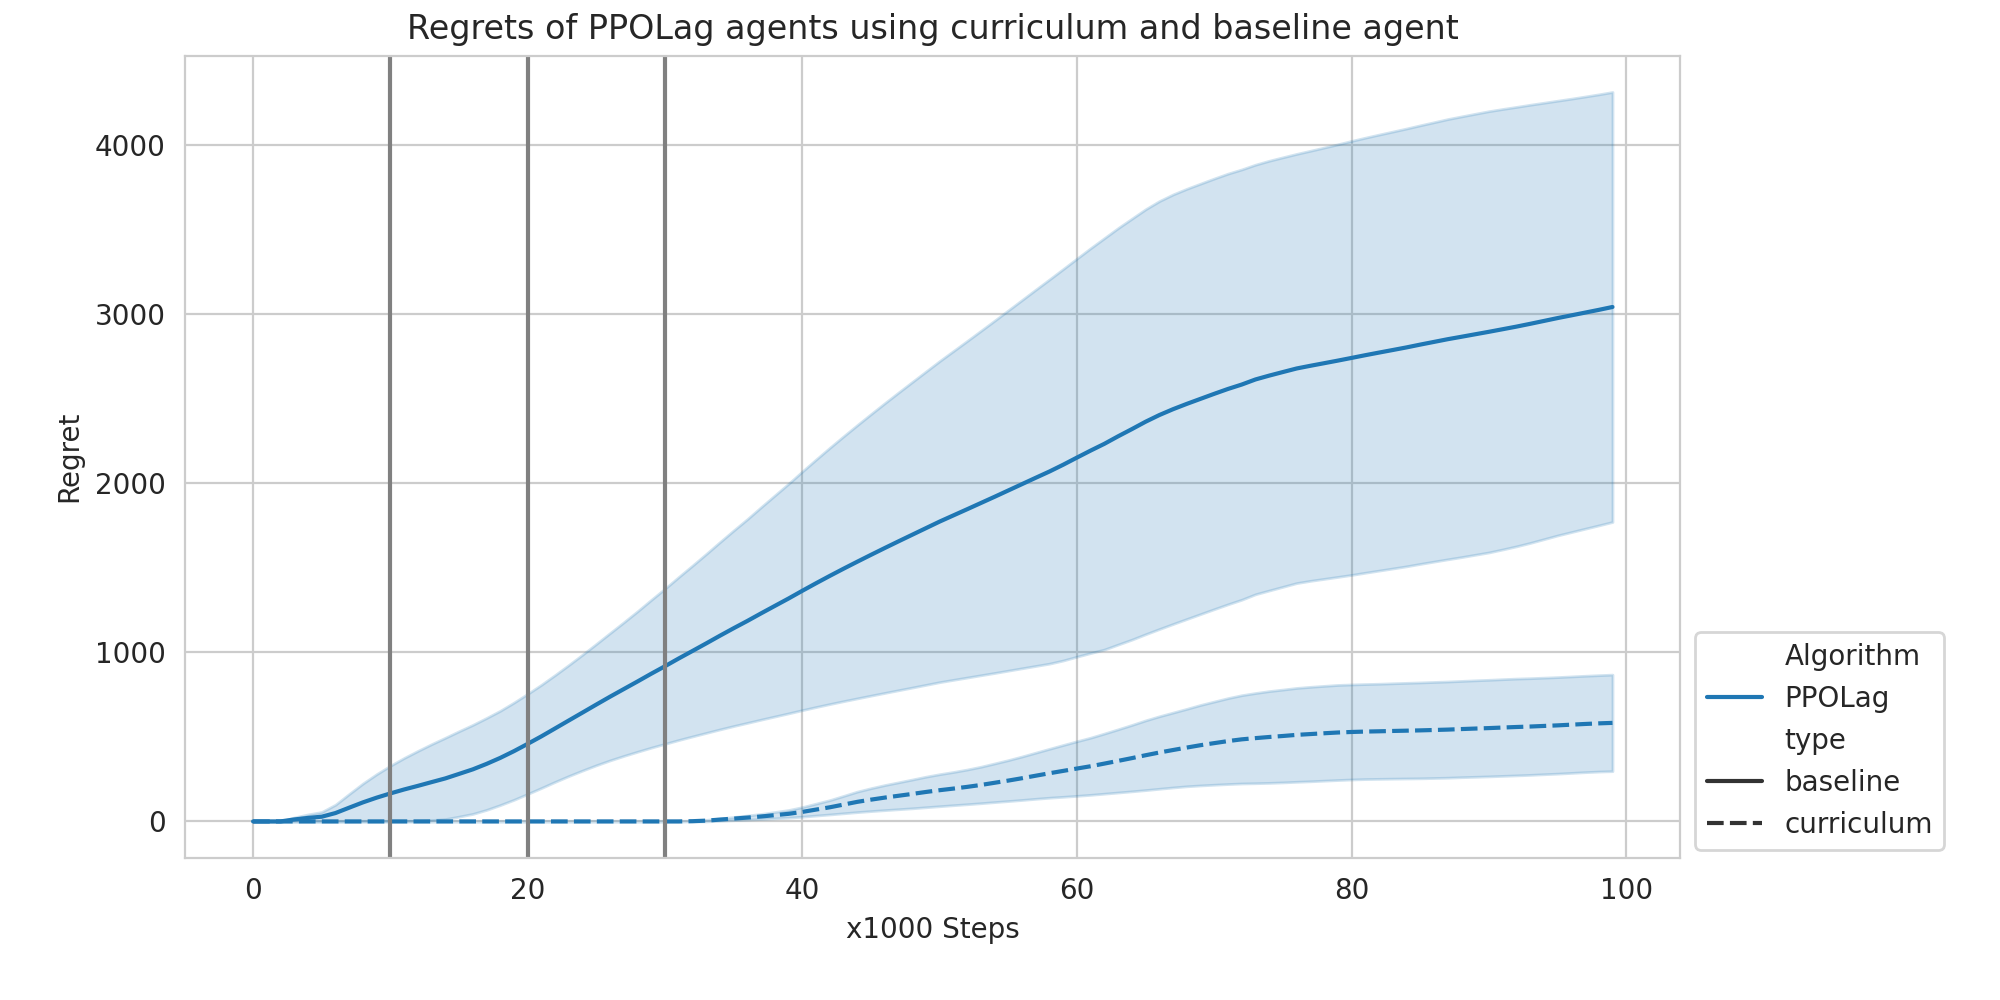 Regrets of PPOLag agents using curriculum and baseline agent
Regret
4000
3000
2000
1000
0
0 20 40 60 80 100
x1000 Steps
Algorithm
PPOLag
type
baseline
curriculum